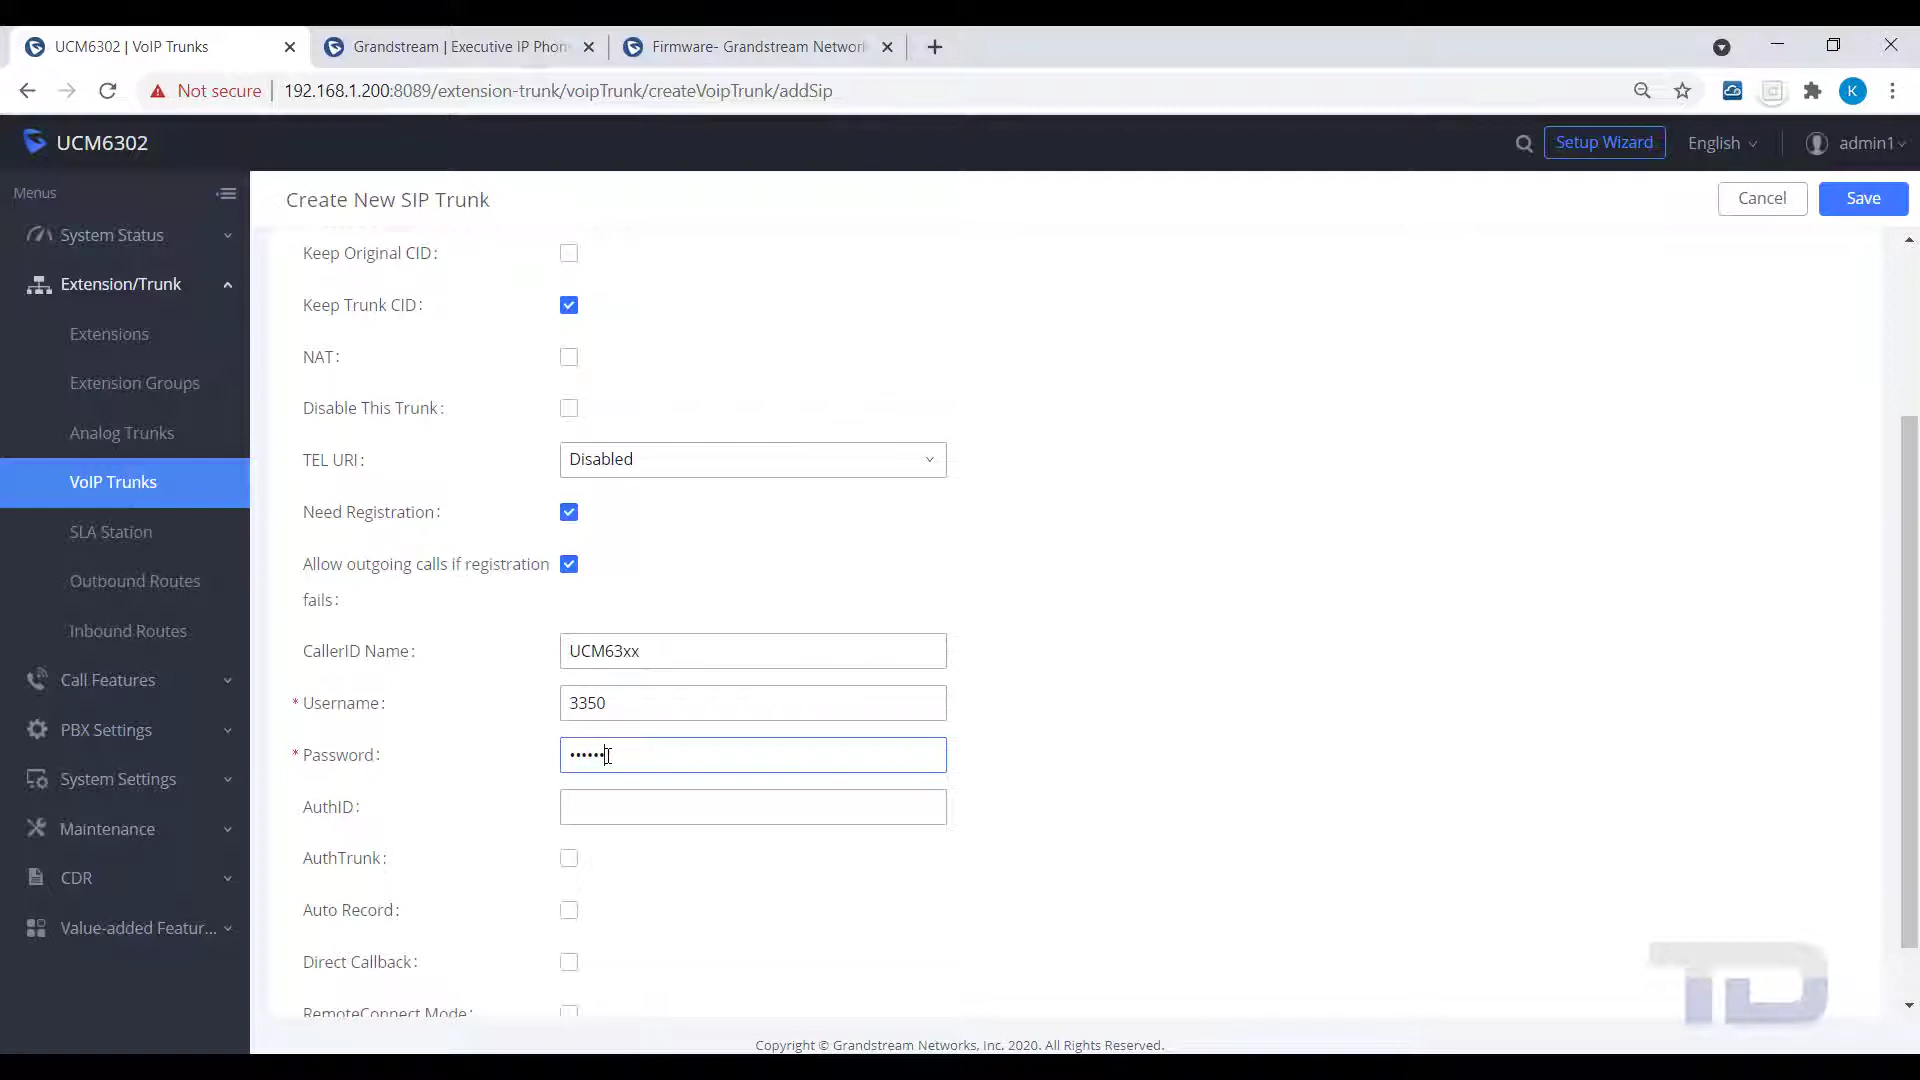 UCM6302 | VoIP Trunks
Grandstream | Executive IP Phon
Firmware- Grandstream Networ
Not secure
192.168.1.200:8089/extension-trunk/voipTrunk/createVoipTrunk/addSip
K
UCM6302
Setup Wizard
English
admin1
Menus
System Status
Extension/Trunk
Extensions
Extension Groups
Analog Trunks
VoIP Trunks
SLA Station
Outbound Routes
Inbound Routes
Call Features
PBX Settings
System Settings
Maintenance
CDR
Value-added Featur...
Create New SIP Trunk
Cancel
Save
Keep Original CID:
Keep Trunk CID:
NAT:
Disable This Trunk:
TEL URI: Disabled
Need Registration:
Allow outgoing calls if registration
fails:
CallerID Name: UCM63xx
* Username: 3350
* Password: ••••••
AuthID:
AuthTrunk:
Auto Record:
Direct Callback:
RemoteConnect Mode:
TD
Copyright © Grandstream Networks, Inc. 2020. All Rights Reserved.